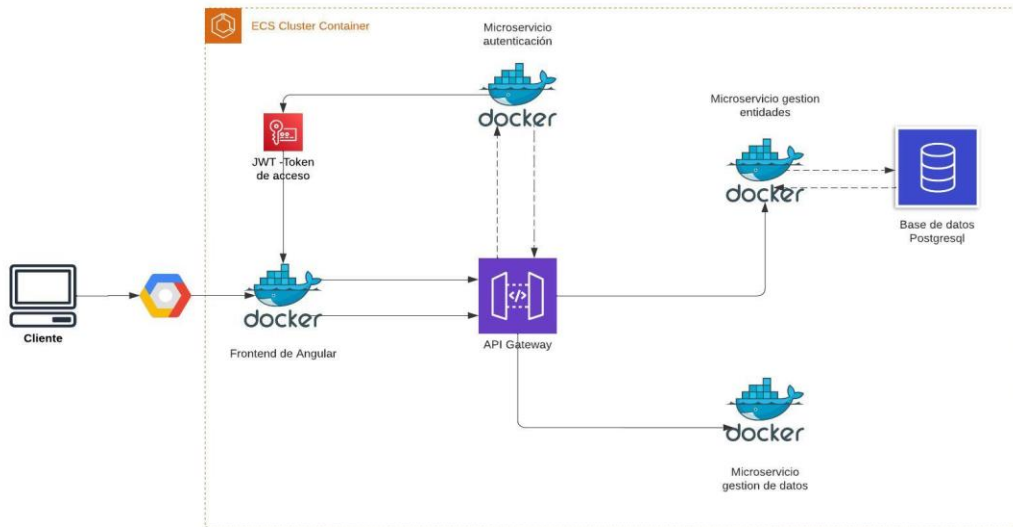 ECS Cluster Container
Microservicio
autenticación
docker
JWT -Token
de acceso
Microservicio gestion
entidades
docker
Base de datos
Postgresql
Cliente
docker
Frontend de Angular
</>
API Gateway
docker
Microservicio
gestion de datos